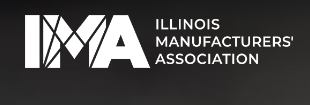 IMA
ILLINOIS
MANUFACTURERS'
ASSOCIATION